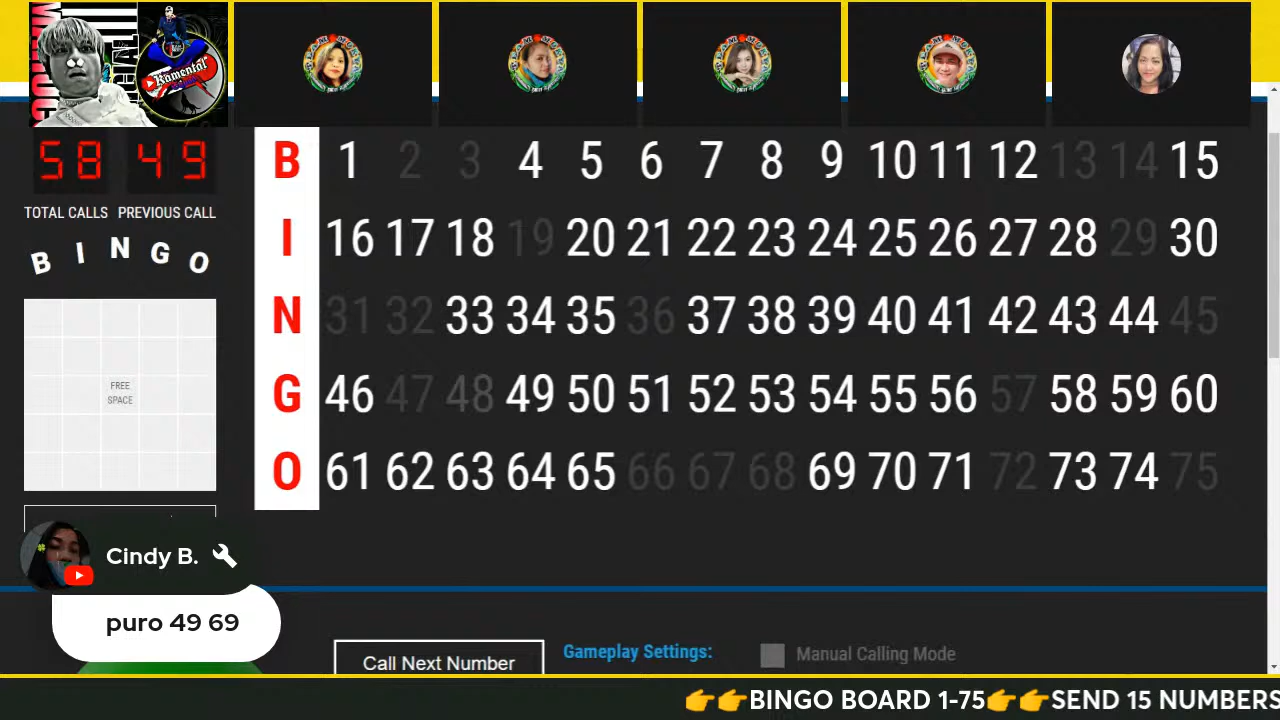 Kamental
58 49
TOTAL CALLS PREVIOUS CALL
B I N G O
FREE
SPACE
B 1 2 3 4 5 6 7 8 9 10 11 12 13 14 15
I 16 17 18 19 20 21 22 23 24 25 26 27 28 29 30
N 31 32 33 34 35 36 37 38 39 40 41 42 43 44 45
G 46 47 48 49 50 51 52 53 54 55 56 57 58 59 60
O 61 62 63 64 65 66 67 68 69 70 71 72 73 74 75
Cindy B.
puro 49 69
Call Next Number
Gameplay Settings:
Manual Calling Mode
👉👉BINGO BOARD 1-75👉👉SEND 15 NUMBERS